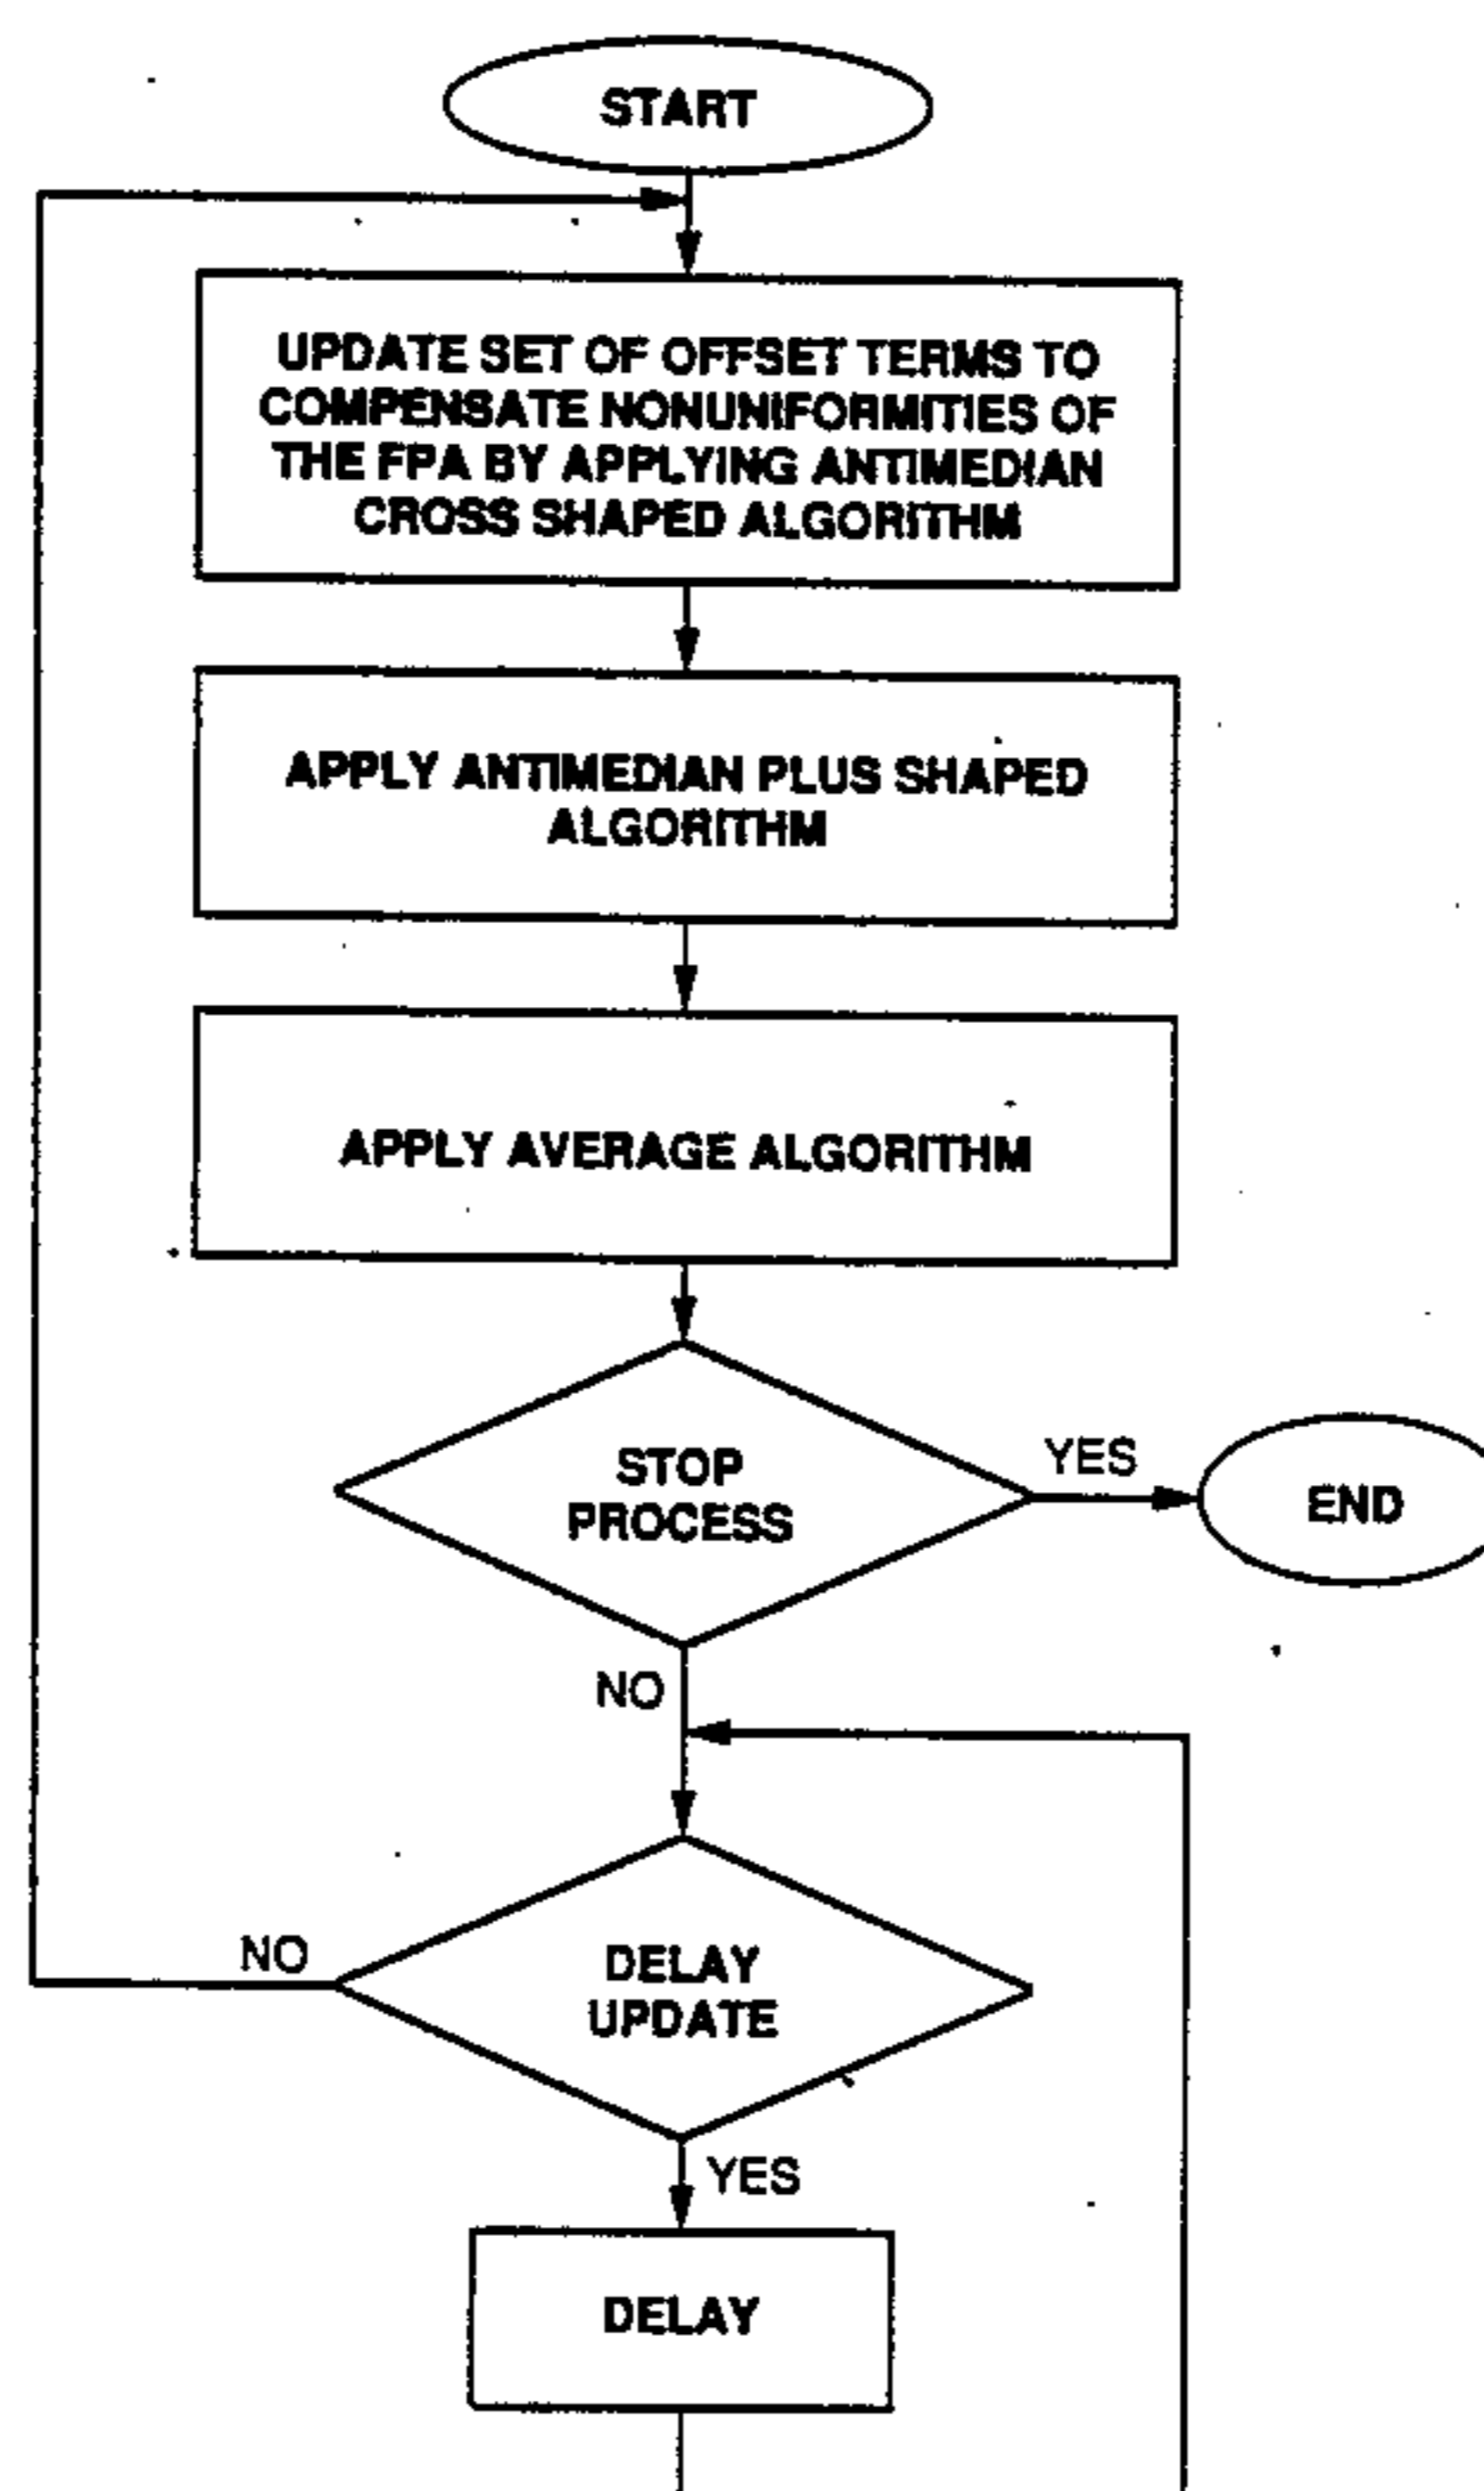 START
UPDATE SET OF OFFSET TERMS TO
COMPENSATE NONUNIFORMITIES OF
THE FPA BY APPLYING ANTIMEDIAN
CROSS SHAPED ALGORITHM
APPLY ANTIMEDIAN PLUS SHAPED
ALGORITHM
APPLY AVERAGE ALGORITHM
STOP
PROCESS
YES
END
NO
NO
DELAY
UPDATE
YES
DELAY